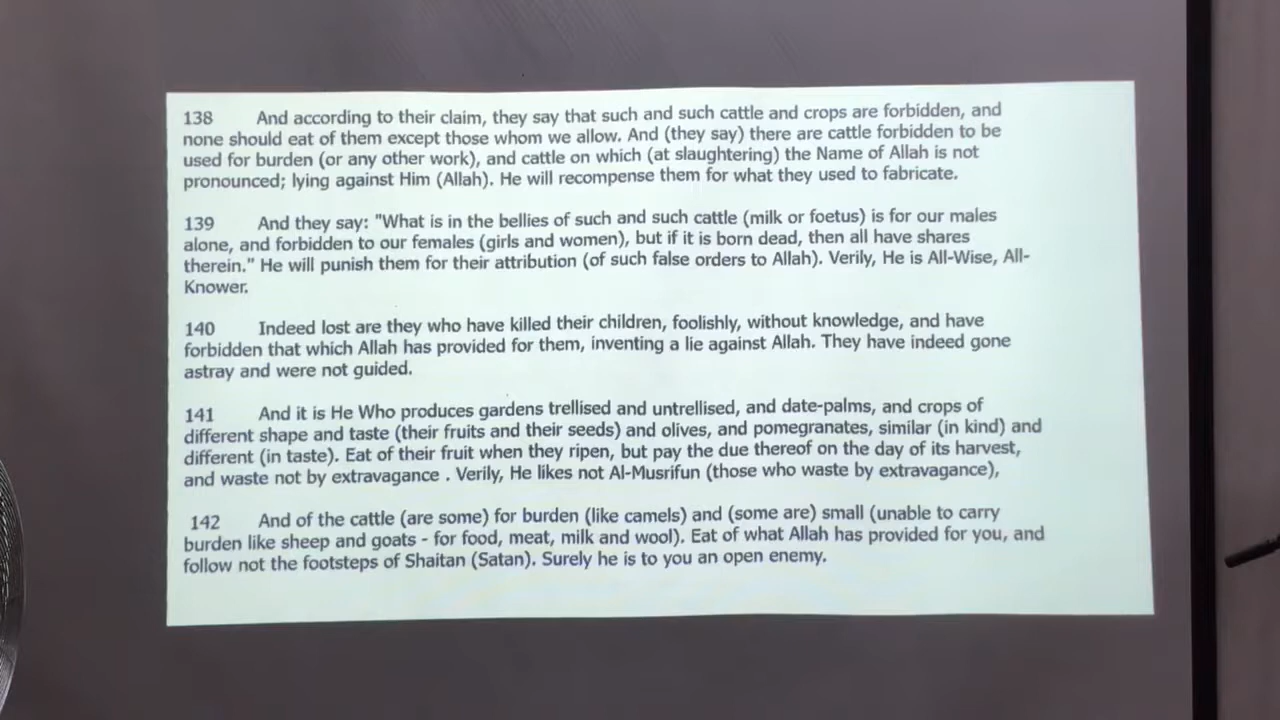 138 And according to their claim, they say that such and such cattle and crops are forbidden, and
none should eat of them except those whom we allow. And (they say) there are cattle forbidden to be
used for burden (or any other work), and cattle on which (at slaughtering) the Name of Allah is not
pronounced; lying against Him (Allah). He will recompense them for what they used to fabricate.
139 And they say: "What is in the bellies of such and such cattle (milk or foetus) is for our males
alone, and forbidden to our females (girls and women), but if it is born dead, then all have shares
therein." He will punish them for their attribution (of such false orders to Allah). Verily, He is All-Wise, All-
Knower.
140 Indeed lost are they who have killed their children, foolishly, without knowledge, and have
forbidden that which Allah has provided for them, inventing a lie against Allah. They have indeed gone
astray and were not guided.
141 And it is He Who produces gardens trellised and untrellised, and date-palms, and crops of
different shape and taste (their fruits and their seeds) and olives, and pomegranates, similar (in kind) and
different (in taste). Eat of their fruit when they ripen, but pay the due thereof on the day of its harvest,
and waste not by extravagance . Verily, He likes not Al-Musrifun (those who waste by extravagance),
142 And of the cattle (are some) for burden (like camels) and (some are) small (unable to carry
burden like sheep and goats - for food, meat, milk and wool). Eat of what Allah has provided for you, and
follow not the footsteps of Shaitan (Satan). Surely he is to you an open enemy.